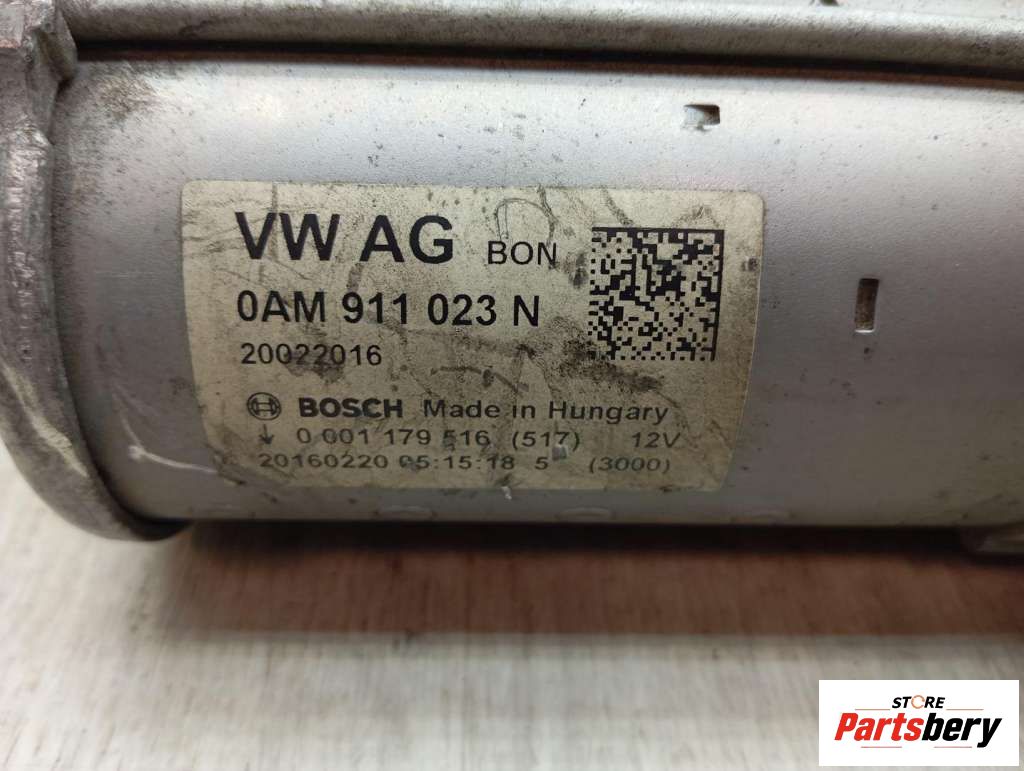 VW AG BON
0AM 911 023 N
20022016
BOSCH Made in Hungary
↓ 0 001 179 516 (517) 12V
20160220 05:15:18 5 (3000)
STORE
Partsbery